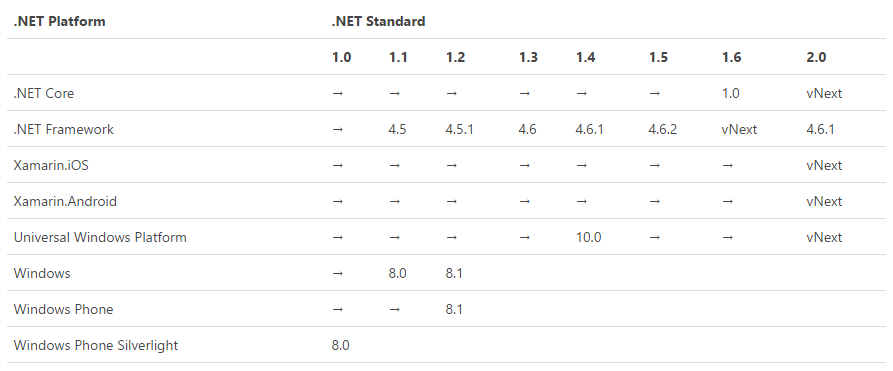 .NET Platform .NET Standard
1.0 1.1 1.2 1.3 1.4 1.5 1.6 2.0
.NET Core → → → → → → 1.0 vNext
.NET Framework → 4.5 4.5.1 4.6 4.6.1 4.6.2 vNext 4.6.1
Xamarin.iOS → → → → → → → vNext
Xamarin.Android → → → → → → → vNext
Universal Windows Platform → → → → 10.0 → → vNext
Windows → 8.0 8.1
Windows Phone → → 8.1
Windows Phone Silverlight 8.0